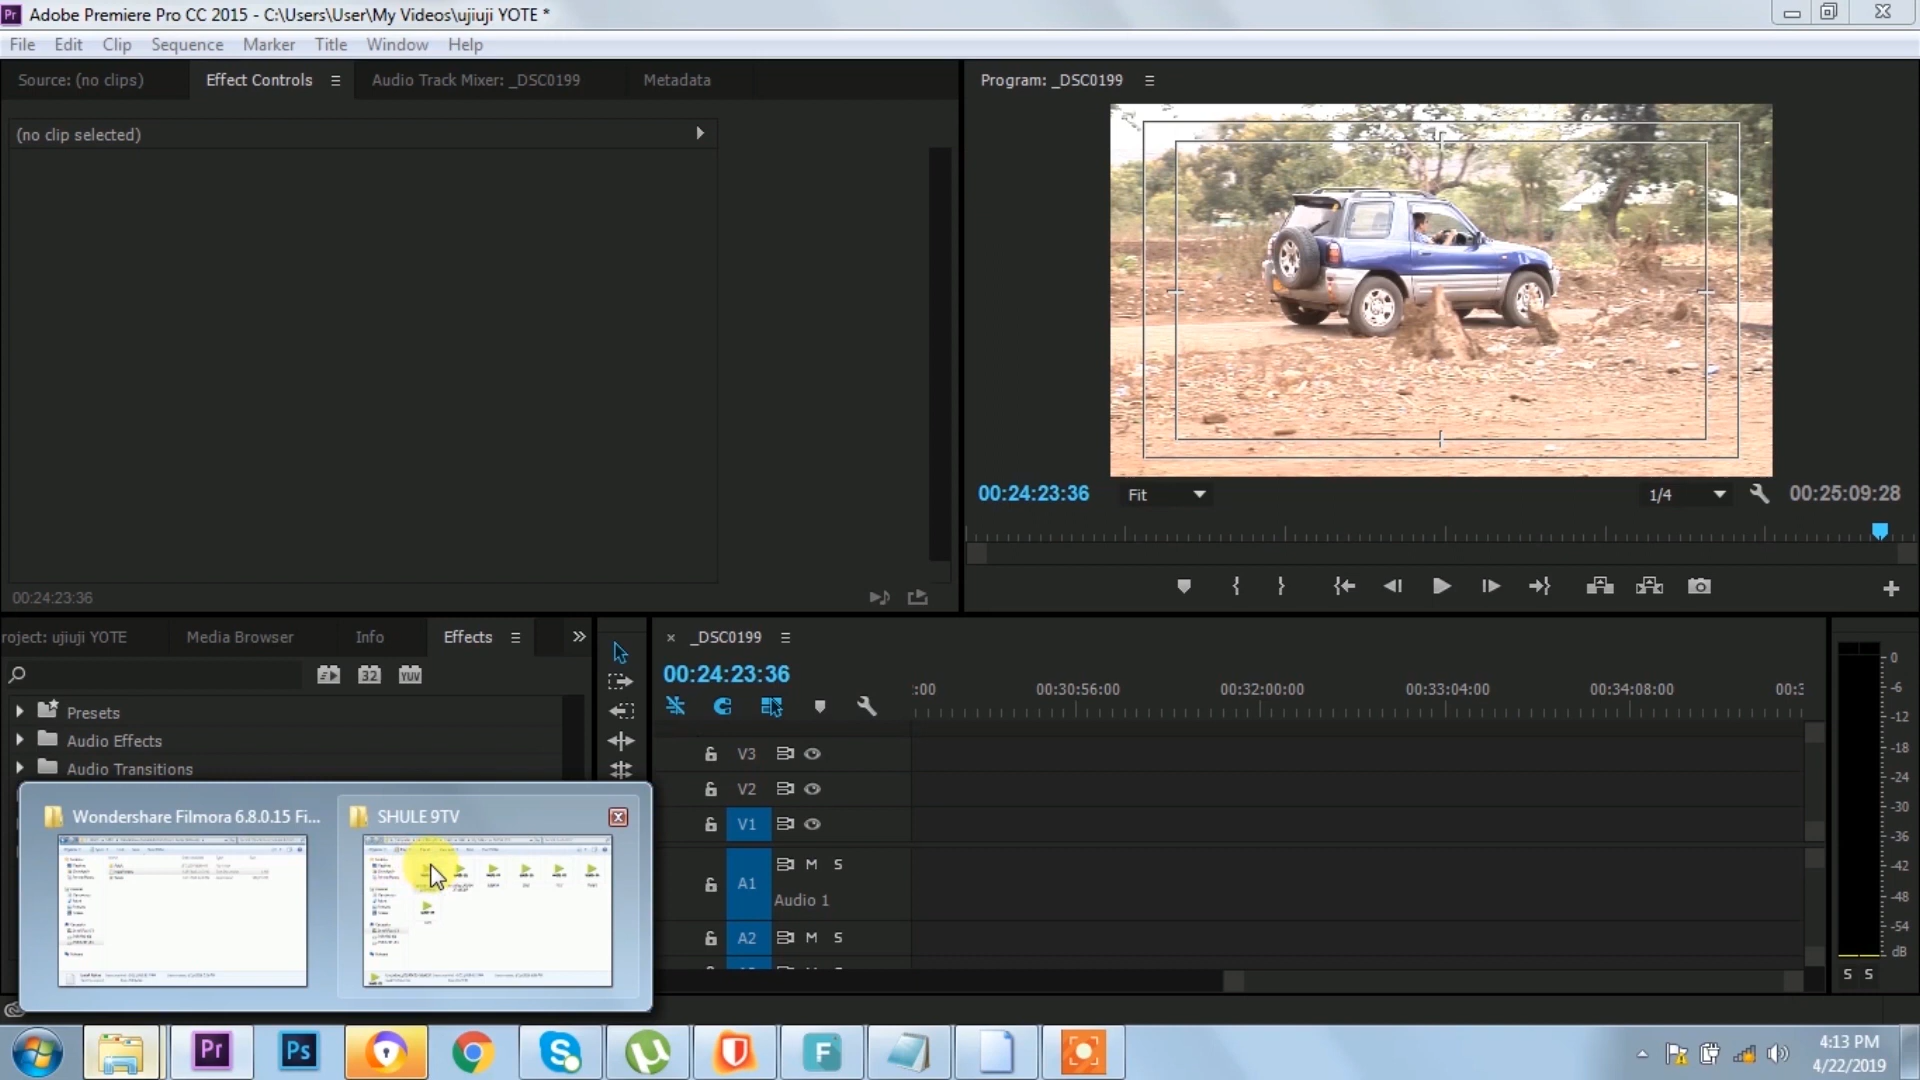 Adobe Premiere Pro CC 2015 - C:\Users\User\My Videos\ujiuji YOTE *
File Edit Clip Sequence Marker Title Window Help
Source: (no clips) Effect Controls Audio Track Mixer: _DSC0199 Metadata
Program: _DSC0199
(no clip selected)
00:24:23:36 Fit 1/4 00:25:09:28
00:24:23:36
roject: ujiuji YOTE Media Browser Info Effects
32 YUV
Presets
Audio Effects
Audio Transitions
× _DSC0199
00:24:23:36
:00 00:30:56:00 00:32:00:00 00:33:04:00 00:34:08:00 00:3
V3
V2
V1
A1 M S
Audio 1
A2 M S
0
-6
-12
-18
-24
-30
-36
-42
-48
-54
dB
S S
Wondershare Filmora 6.8.0.15 Fi...
SHULE 9TV
Pr Ps S µ F
4:13 PM
4/22/2019